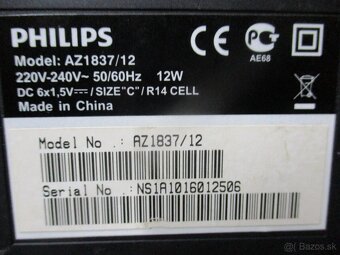 PHILIPS
Model: AZ1837/12
220V-240V~ 50/60Hz 12W
DC 6x1,5V⎓/SIZE"C"/R14 CELL
Made in China
CE
AE68
Model No .: AZ1837/12
Serial No .: NS1A1016012506
bazos.sk